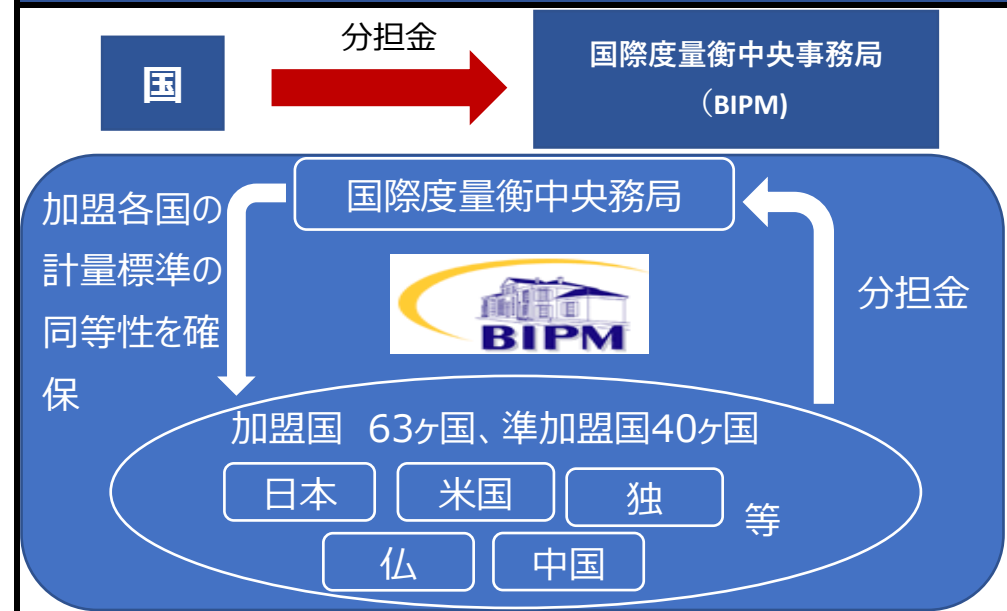 分担金
国
国際度量衡中央事務局
（BIPM)
国際度量衡中央務局
加盟各国の
計量標準の
同等性を確
保
BIPM
分担金
加盟国 63ヶ国、準加盟国40ヶ国
日本 米国 独 等
仏 中国